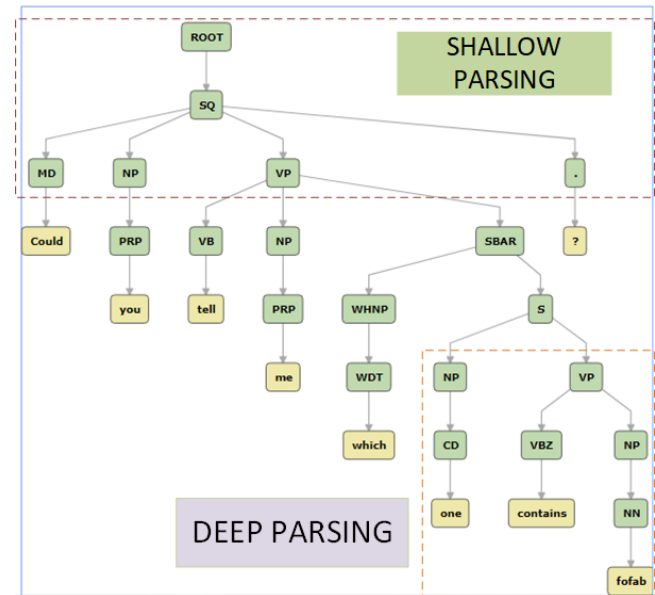 ROOT
SHALLOW
PARSING
SQ
MD NP VP .
Could PRP VB NP SBAR ?
you tell PRP WHNP S
me WDT NP VP
which CD VBZ NP
one contains NN
DEEP PARSING
fofab